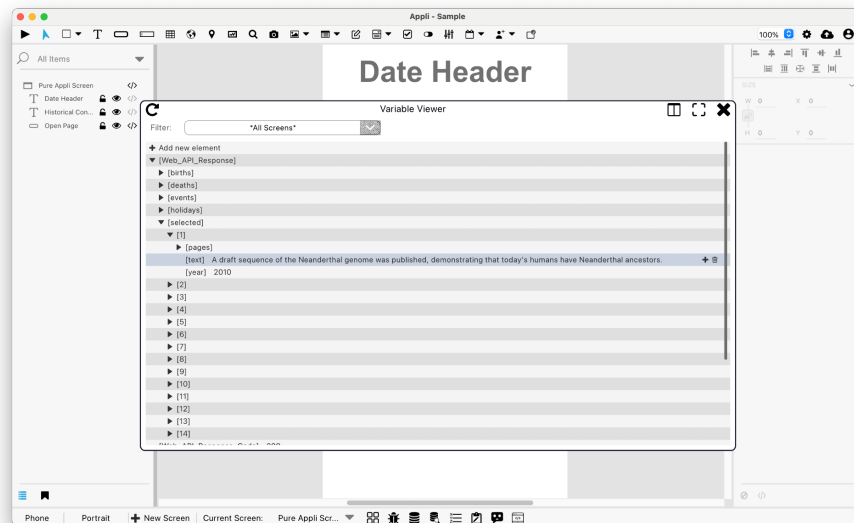 Appli - Sample
100%
All Items
Pure Appli Screen
Date Header
Historical Con...
Open Page
Date Header
SIZE
W 0 X 0
H 0 Y 0
Variable Viewer
Filter: *All Screens*
Add new element
[Web_API_Response]
[births]
[deaths]
[events]
[holidays]
[selected]
[1]
[pages]
[text] A draft sequence of the Neanderthal genome was published, demonstrating that today's humans have Neanderthal ancestors.
[year] 2010
[2]
[3]
[4]
[5]
[6]
[7]
[8]
[9]
[10]
[11]
[12]
[13]
[14]
[Web_API_Response_Code] 200
Phone Portrait New Screen Current Screen: Pure Appli Scr...